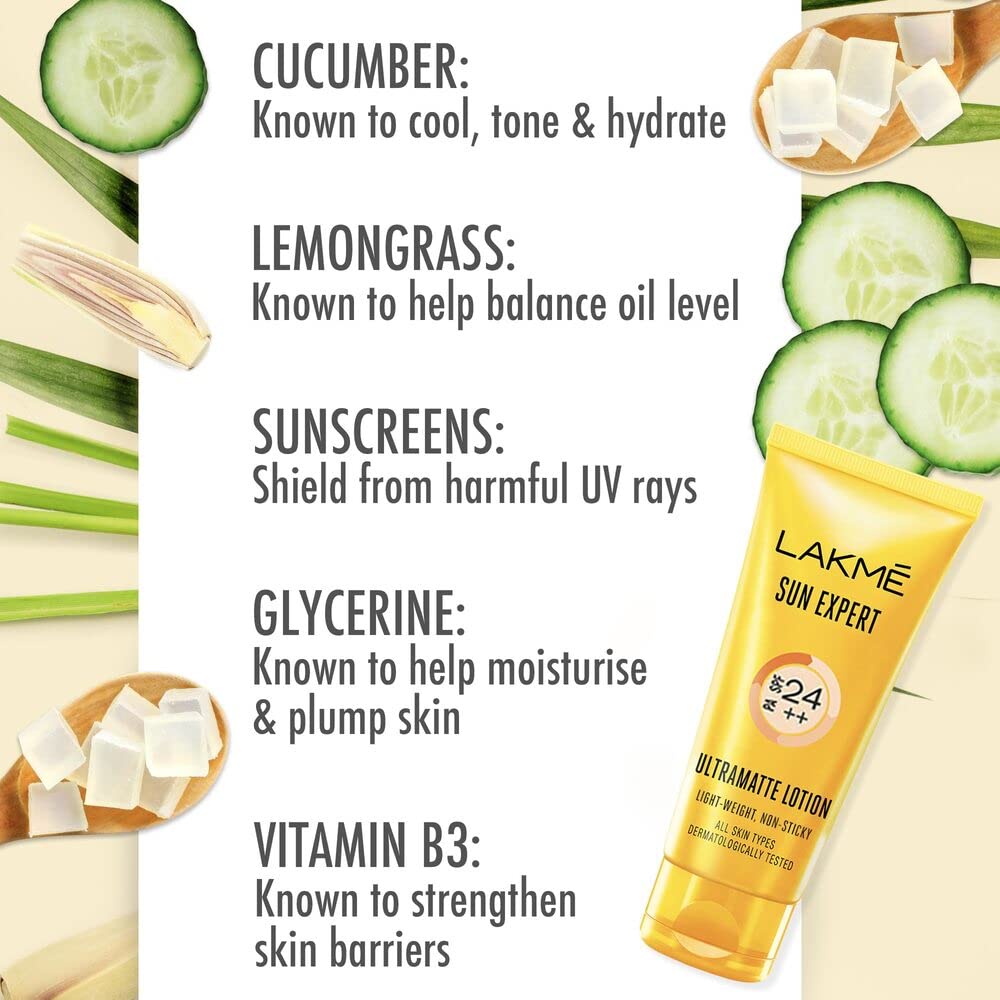 CUCUMBER:
Known to cool, tone & hydrate
LEMONGRASS:
Known to help balance oil level
SUNSCREENS:
Shield from harmful UV rays
GLYCERINE:
Known to help moisturise
& plump skin
VITAMIN B3:
Known to strengthen
skin barriers
LAKMĒ
SUN EXPERT
SPF 24
PA ++
ULTRAMATTE LOTION
LIGHT-WEIGHT, NON-STICKY
ALL SKIN TYPES
DERMATOLOGICALLY TESTED